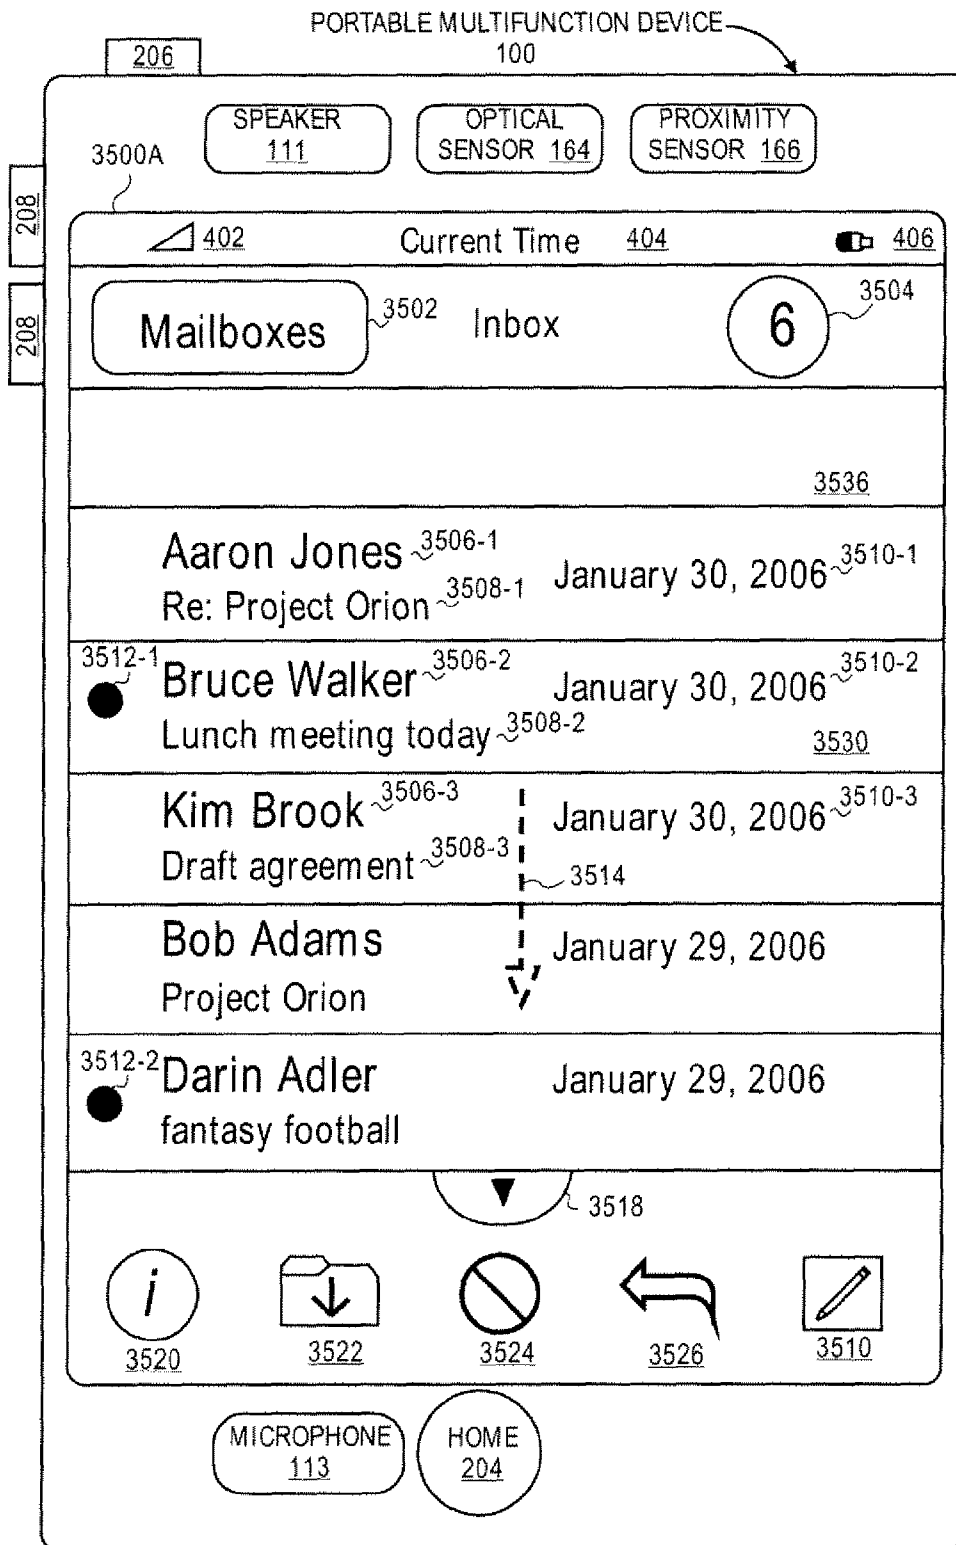 PORTABLE MULTIFUNCTION DEVICE
100
206
SPEAKER
111
OPTICAL
SENSOR 164
PROXIMITY
SENSOR 166
3500A
208
208
402
Current Time 404
406
Mailboxes
3502
Inbox
6
3504
3536
Aaron Jones 3506-1
Re: Project Orion 3508-1
January 30, 2006 3510-1
3512-1
Bruce Walker 3506-2
Lunch meeting today 3508-2
January 30, 2006 3510-2
3530
Kim Brook 3506-3
Draft agreement 3508-3
January 30, 2006 3510-3
3514
Bob Adams
Project Orion
January 29, 2006
3512-2
Darin Adler
fantasy football
January 29, 2006
3518
i
3520
3522
3524
3526
3510
MICROPHONE
113
HOME
204